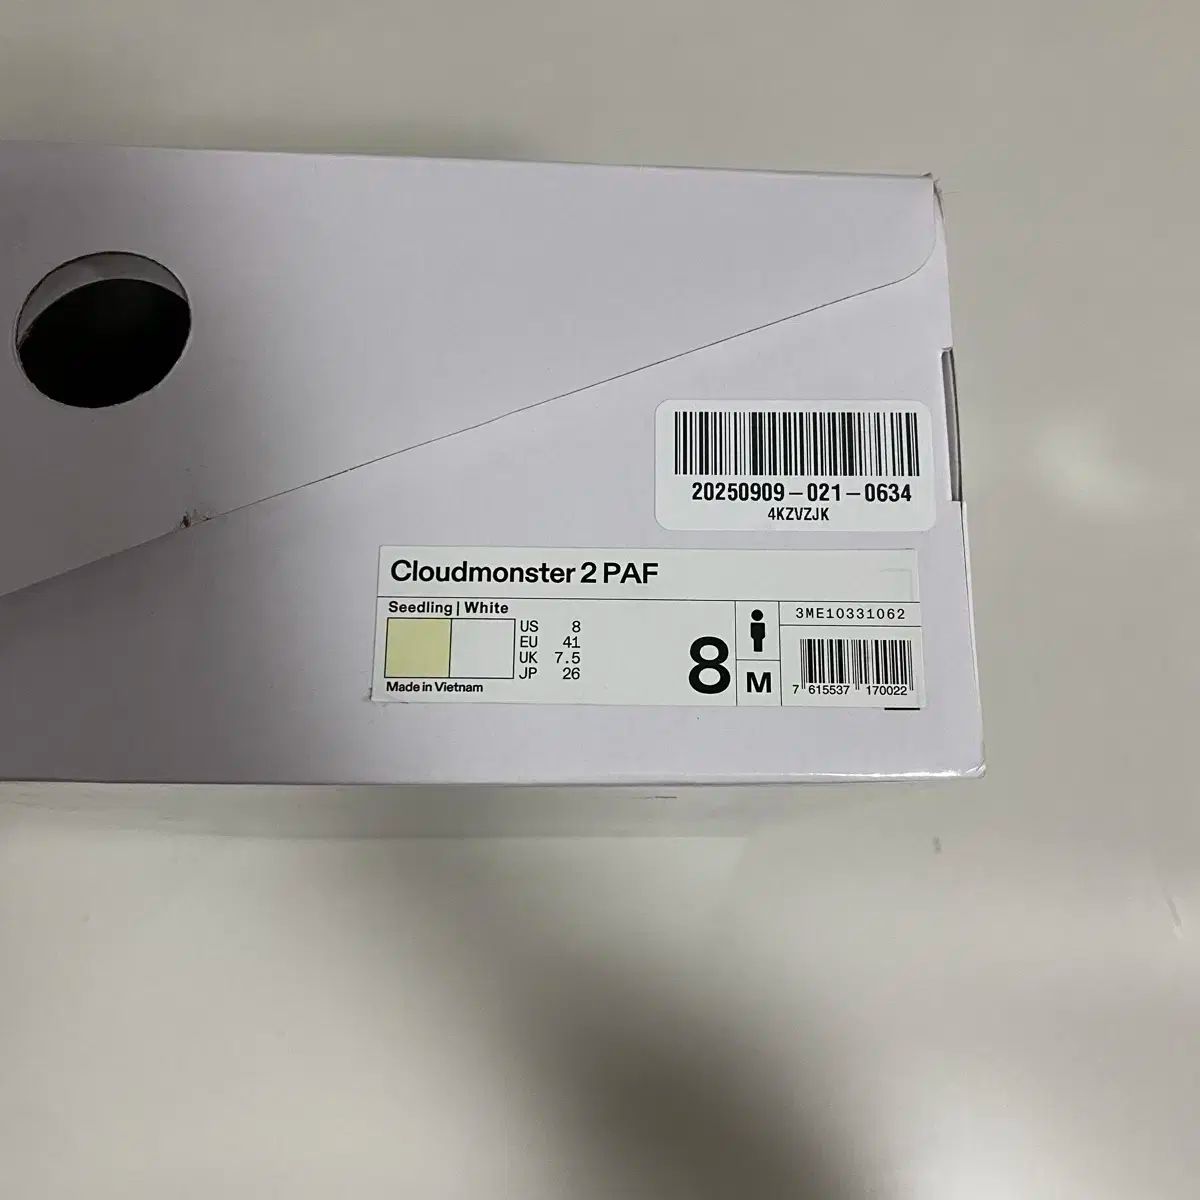 20250909-021-0634
4KZVZJK
Cloudmonster 2 PAF
Seedling | White
US 8
EU 41
UK 7.5
JP 26
Made in Vietnam
8
M
3ME10331062
7 615537 170022